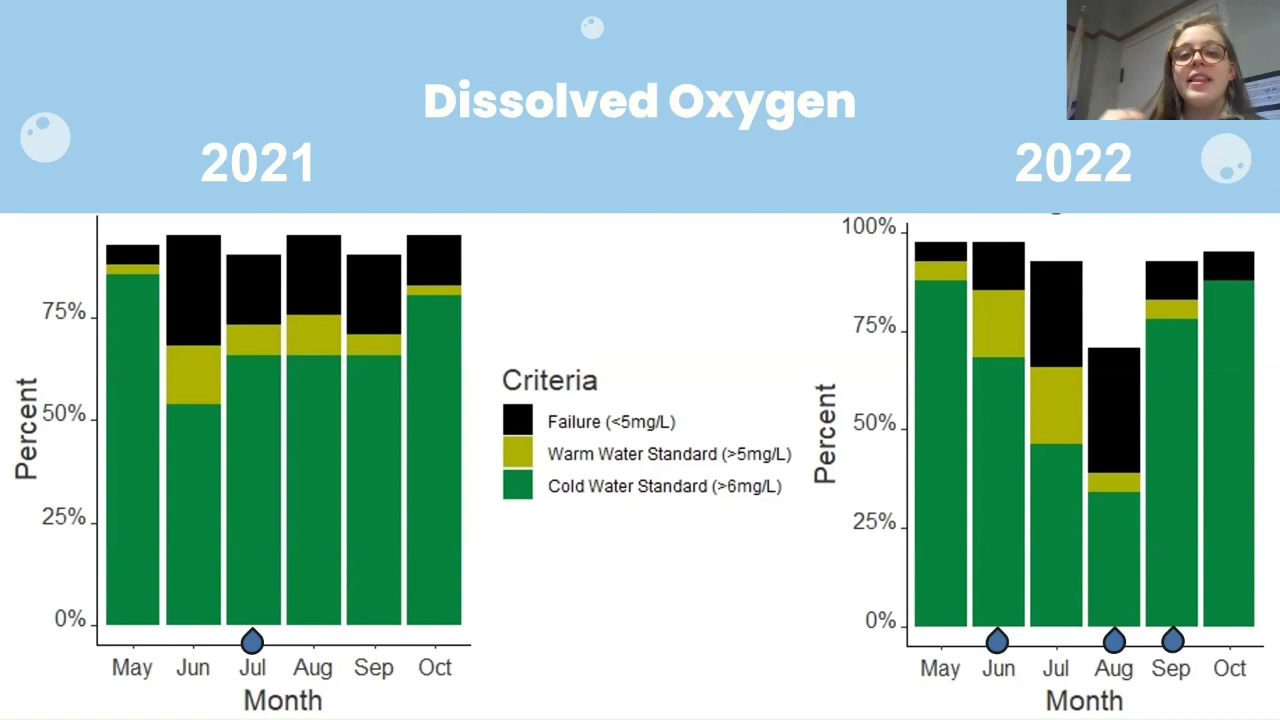 Dissolved Oxygen
2021
2022
75%
50%
25%
0%
Percent
May Jun Jul Aug Sep Oct
Month
Criteria
Failure (<5mg/L)
Warm Water Standard (>5mg/L)
Cold Water Standard (>6mg/L)
100%
75%
50%
25%
0%
Percent
May Jun Jul Aug Sep Oct
Month